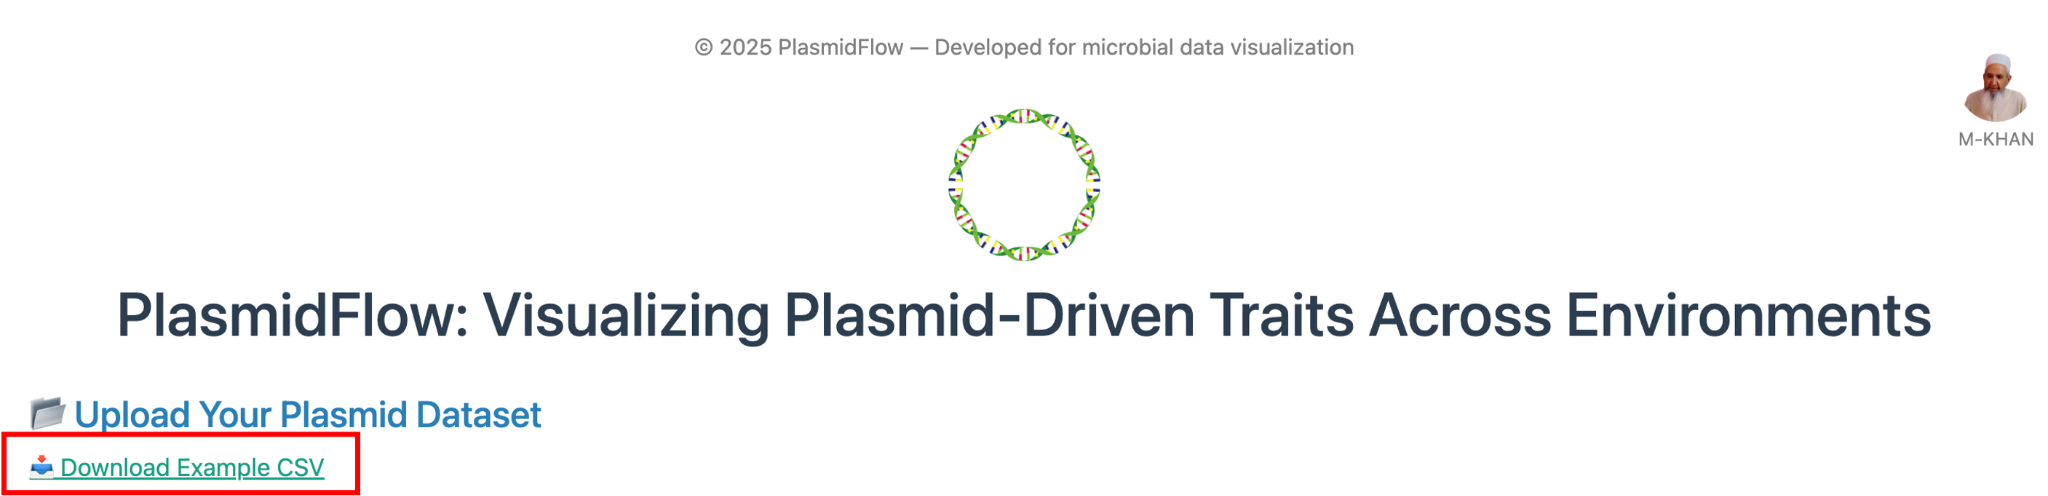 © 2025 PlasmidFlow — Developed for microbial data visualization
M-KHAN
PlasmidFlow: Visualizing Plasmid-Driven Traits Across Environments
Upload Your Plasmid Dataset
Download Example CSV